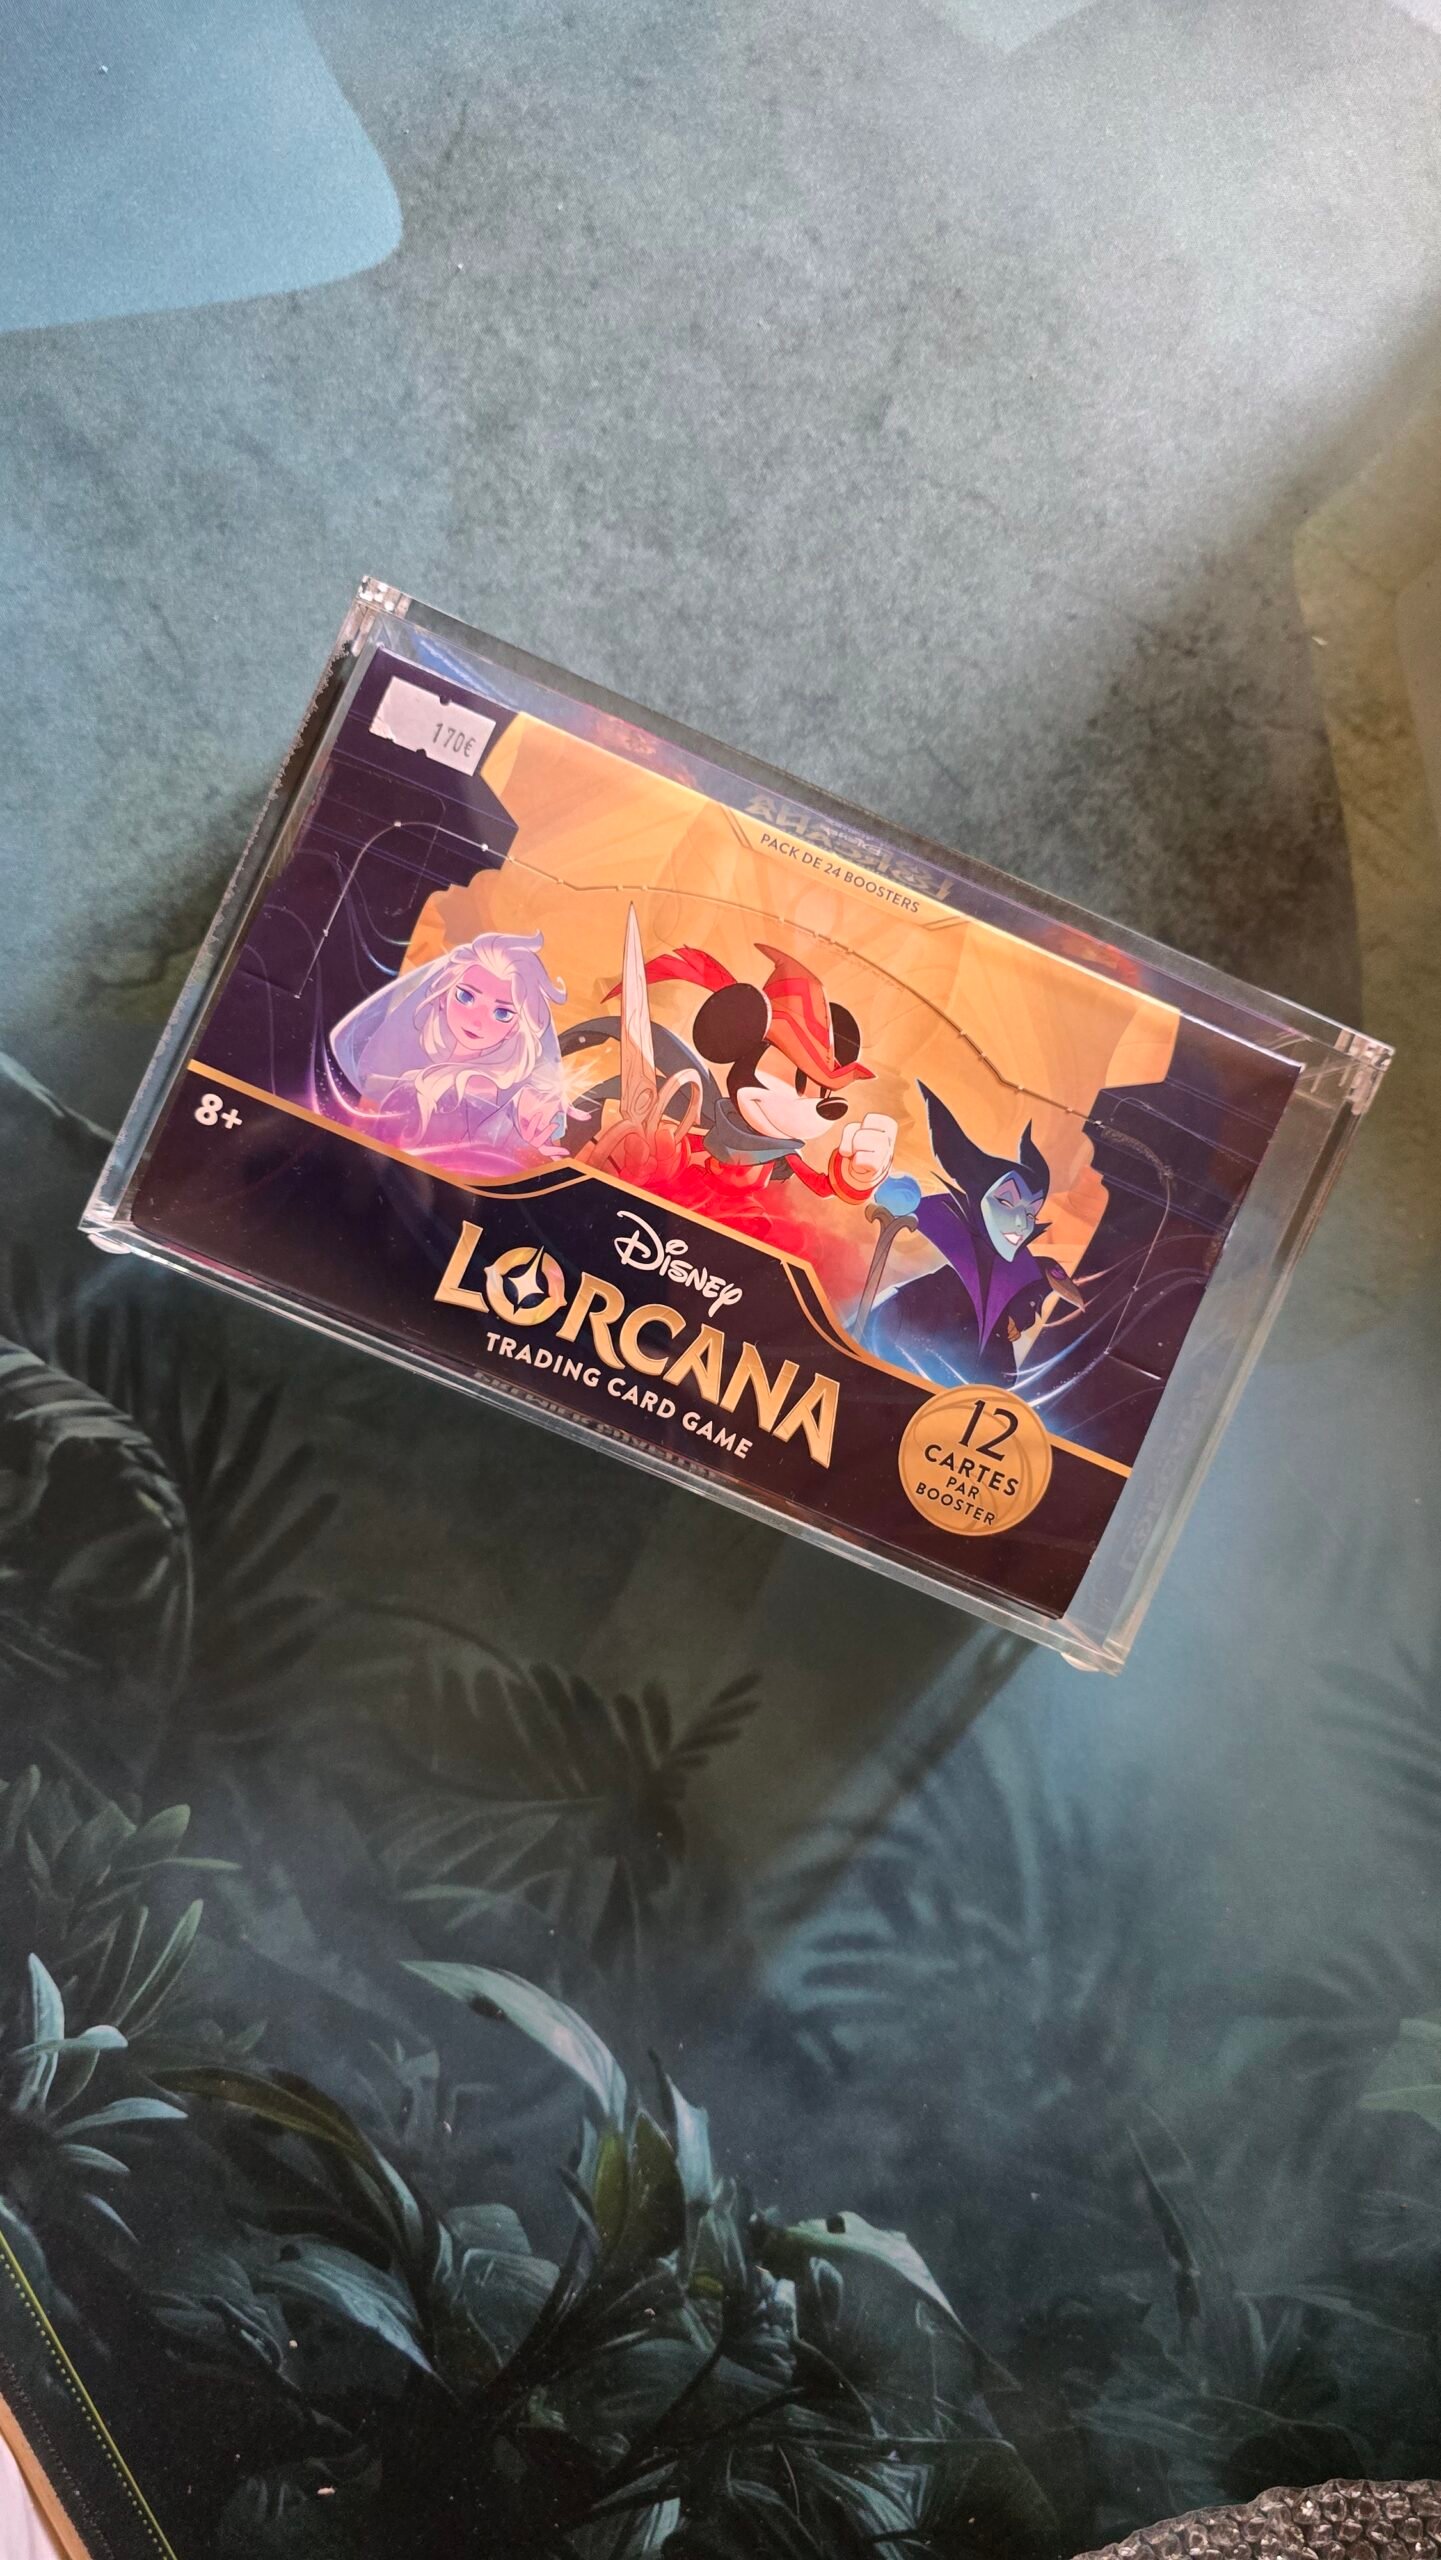 170€
PACK DE 24 BOOSTERS
8+
Disney
LORCANA
TRADING CARD GAME
12
CARTES
PAR
BOOSTER